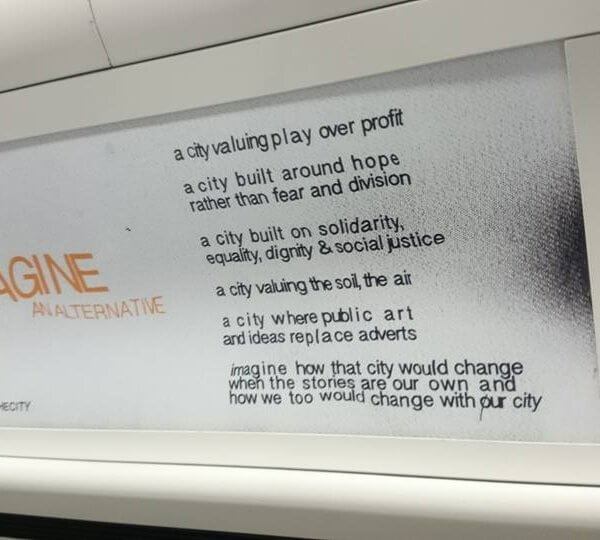 a city valuing play over profit
a city built around hope
rather than fear and division
a city built on solidarity,
equality, dignity & social justice
AGINE
AN ALTERNATIVE
a city valuing the soil, the air
a city where public art
and ideas replace adverts
imagine how that city would change
when the stories are our own and
how we too would change with our city
HECITY